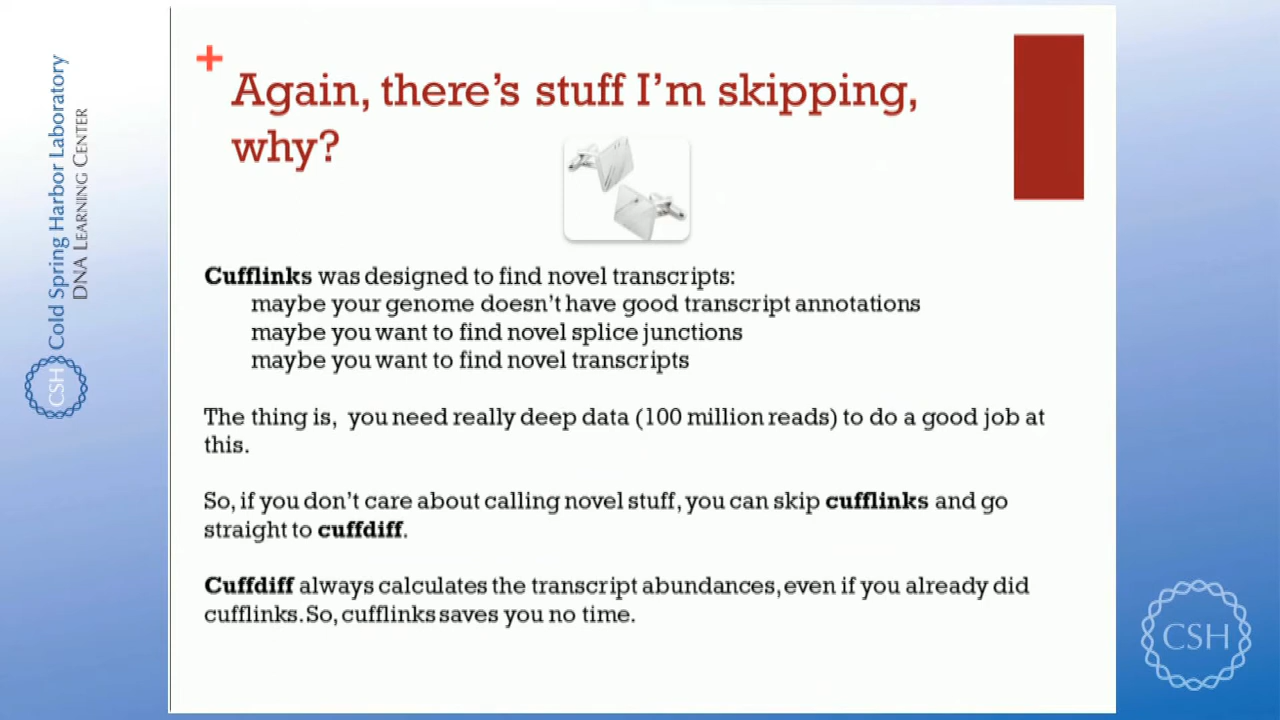 Cold Spring Harbor Laboratory
DNA LEARNING CENTER
CSH
+
Again, there's stuff I'm skipping,
why?
Cufflinks was designed to find novel transcripts:
maybe your genome doesn't have good transcript annotations
maybe you want to find novel splice junctions
maybe you want to find novel transcripts
The thing is, you need really deep data (100 million reads) to do a good job at
this.
So, if you don't care about calling novel stuff, you can skip cufflinks and go
straight to cuffdiff.
Cuffdiff always calculates the transcript abundances, even if you already did
cufflinks. So, cufflinks saves you no time.
CSH